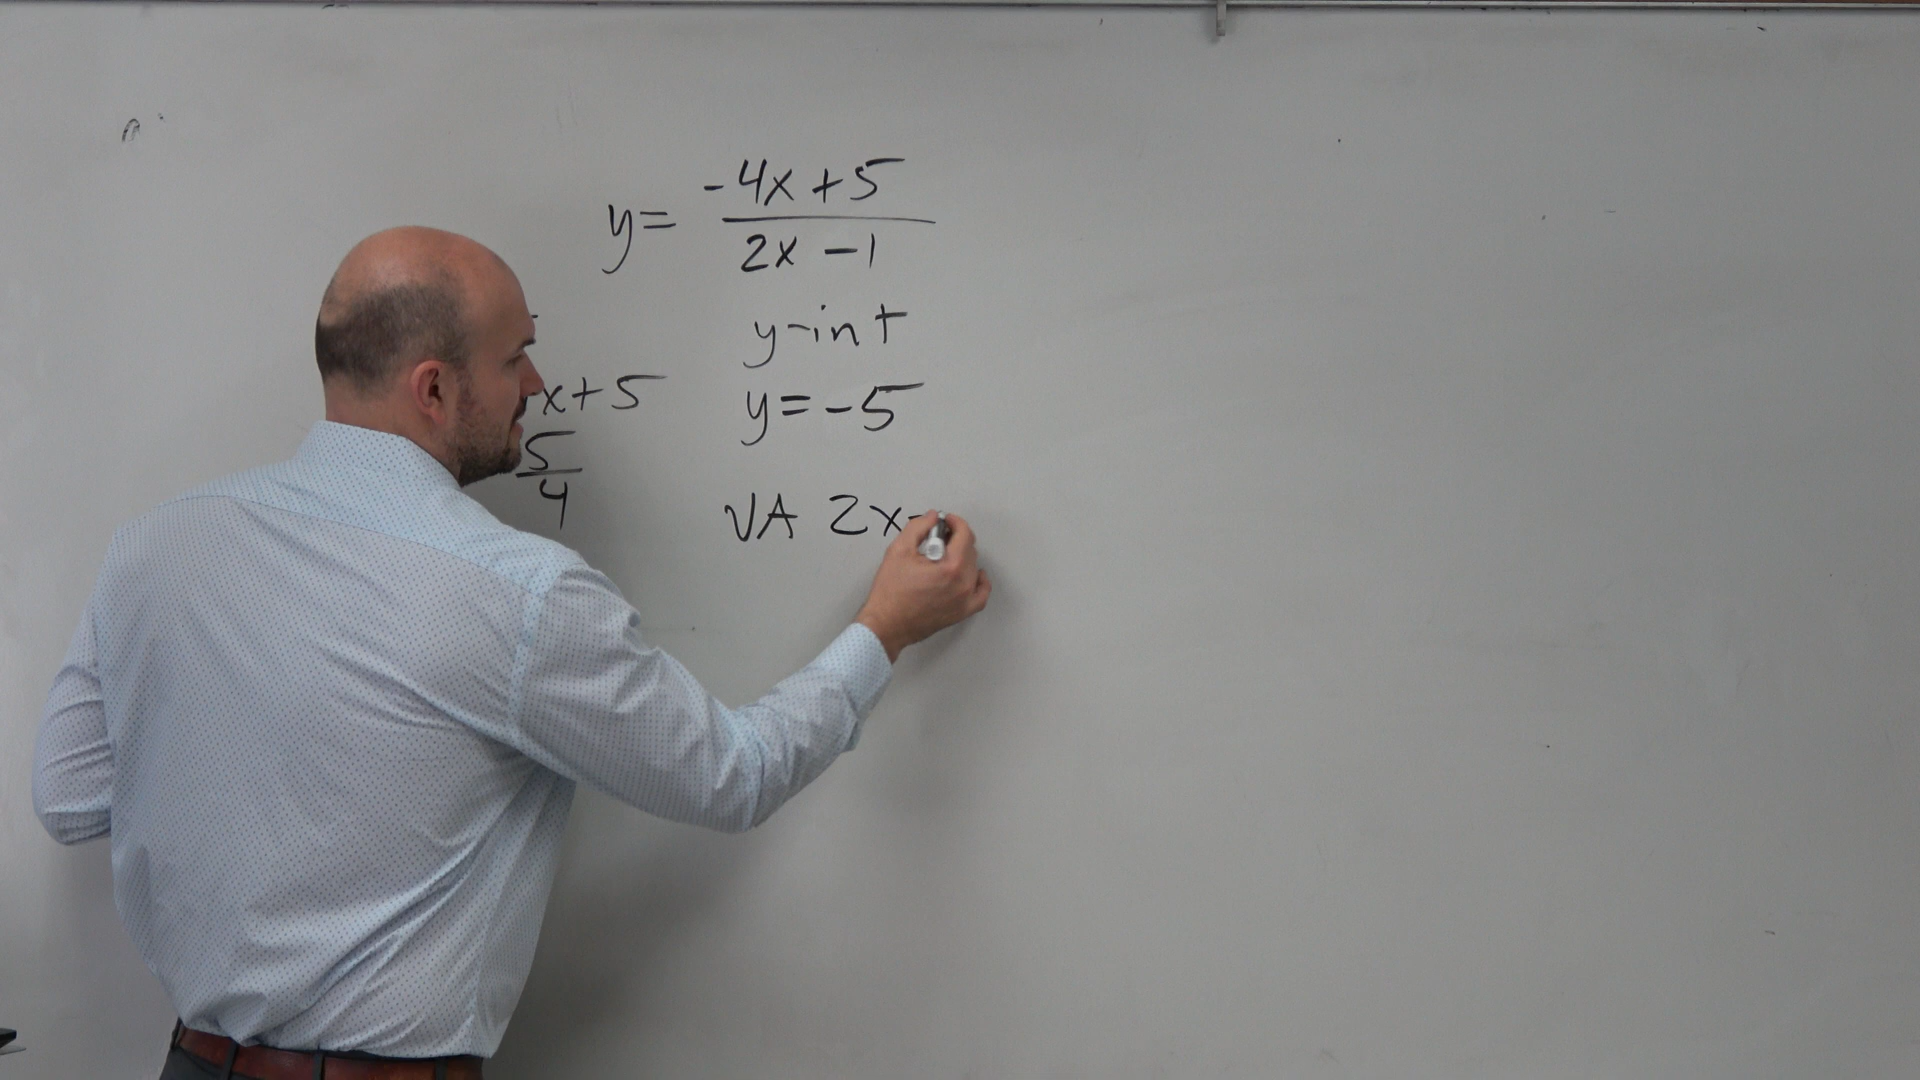 y = -4x + 5
2x - 1
y-int
x + 5
y = -5
5
4
VA 2x-